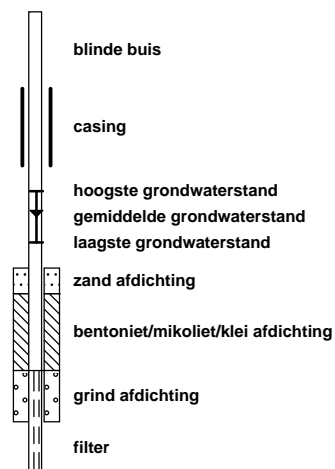 blinde buis
casing
hoogste grondwaterstand
gemiddelde grondwaterstand
laagste grondwaterstand
zand afdichting
bentoniet/mikoliet/klei afdichting
grind afdichting
filter